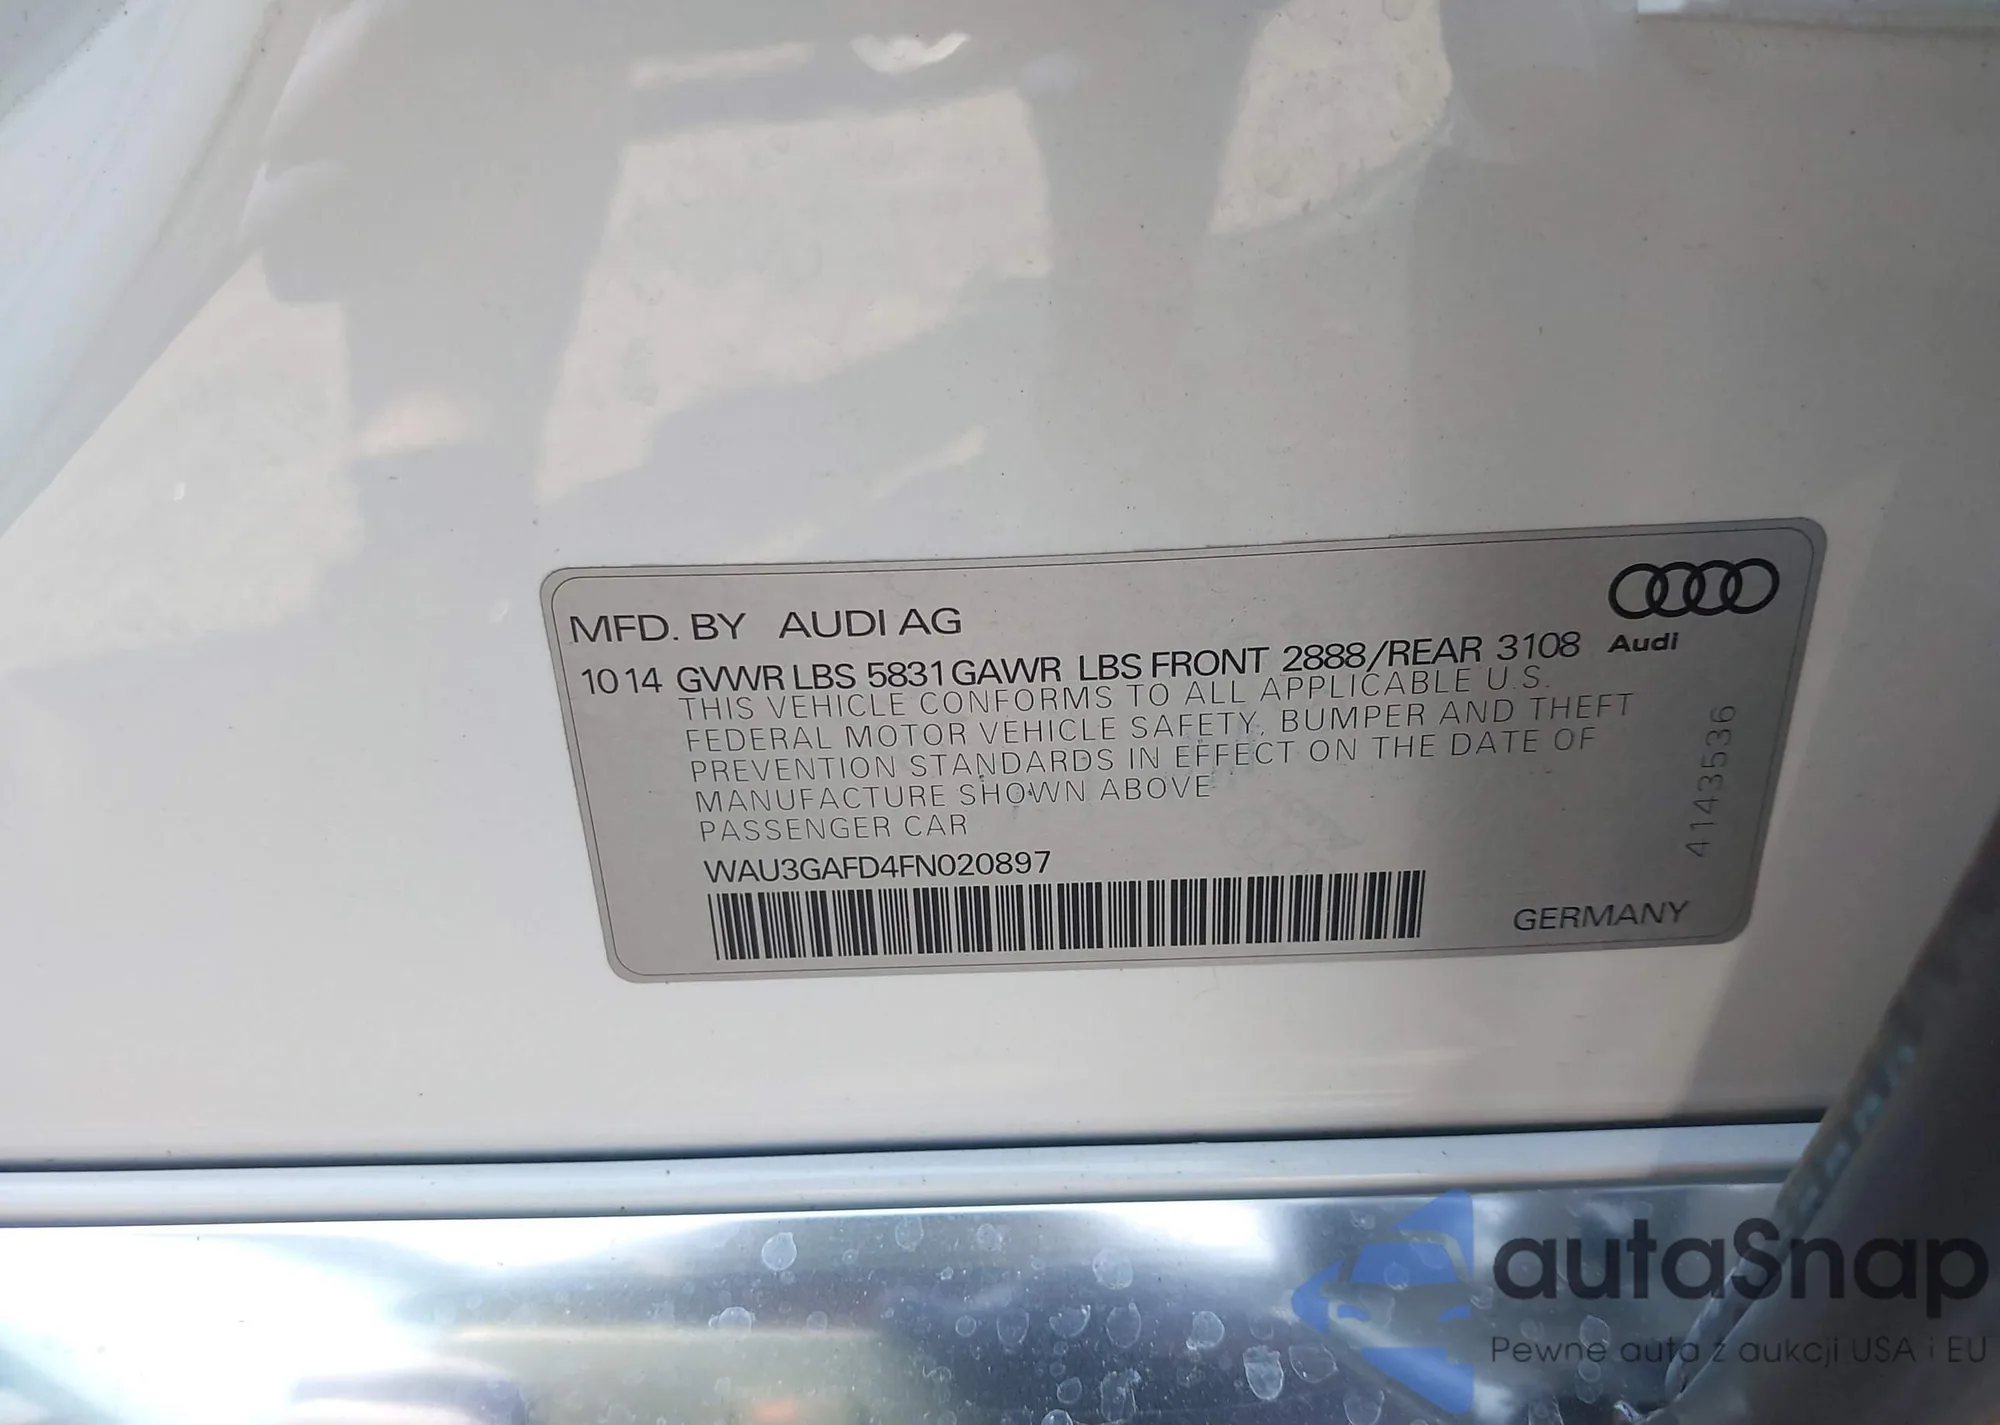 MFD. BY AUDI AG
Audi
1014 GVWR LBS 5831 GAWR LBS FRONT 2888/REAR 3108
THIS VEHICLE CONFORMS TO ALL APPLICABLE U.S.
FEDERAL MOTOR VEHICLE SAFETY, BUMPER AND THEFT
PREVENTION STANDARDS IN EFFECT ON THE DATE OF
MANUFACTURE SHOWN ABOVE
PASSENGER CAR
4143536
WAU3GAFD4FN020897
GERMANY
autaSnap
Pewne auta z aukcji USA i EU